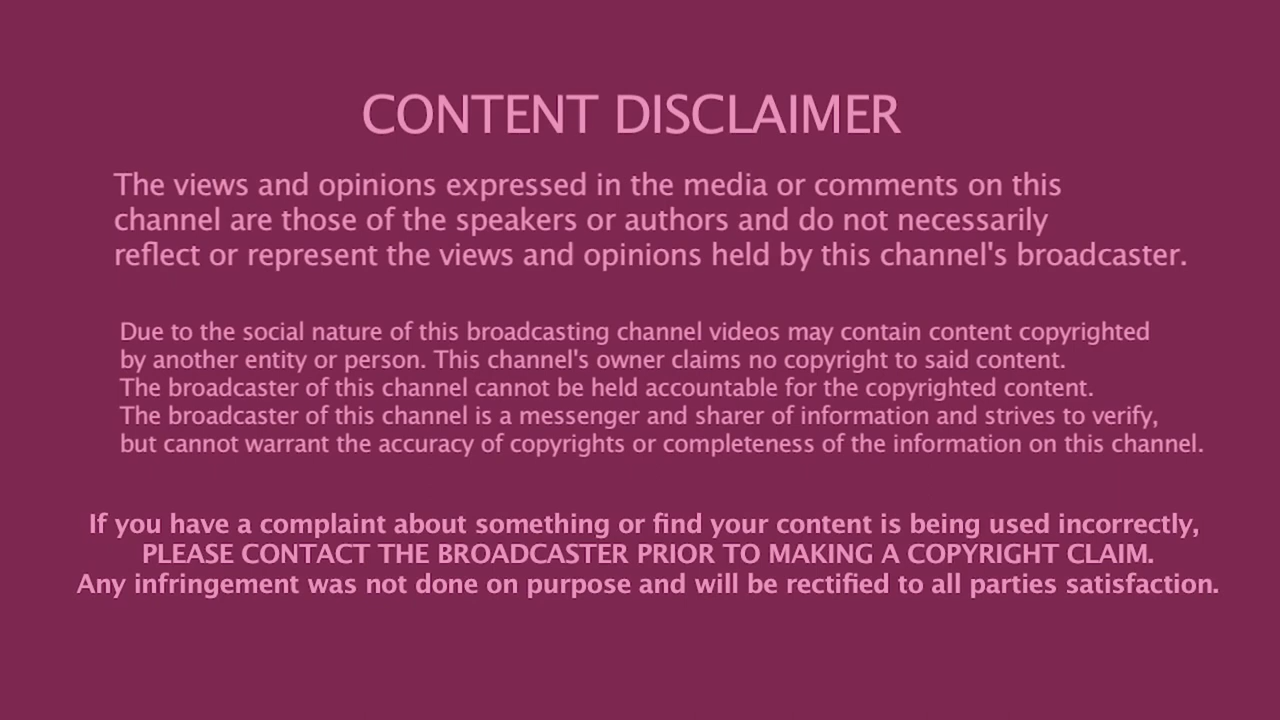 CONTENT DISCLAIMER
The views and opinions expressed in the media or comments on this
channel are those of the speakers or authors and do not necessarily
reflect or represent the views and opinions held by this channel's broadcaster.
Due to the social nature of this broadcasting channel videos may contain content copyrighted
by another entity or person. This channel's owner claims no copyright to said content.
The broadcaster of this channel cannot be held accountable for the copyrighted content.
The broadcaster of this channel is a messenger and sharer of information and strives to verify,
but cannot warrant the accuracy of copyrights or completeness of the information on this channel.
If you have a complaint about something or find your content is being used incorrectly,
PLEASE CONTACT THE BROADCASTER PRIOR TO MAKING A COPYRIGHT CLAIM.
Any infringement was not done on purpose and will be rectified to all parties satisfaction.